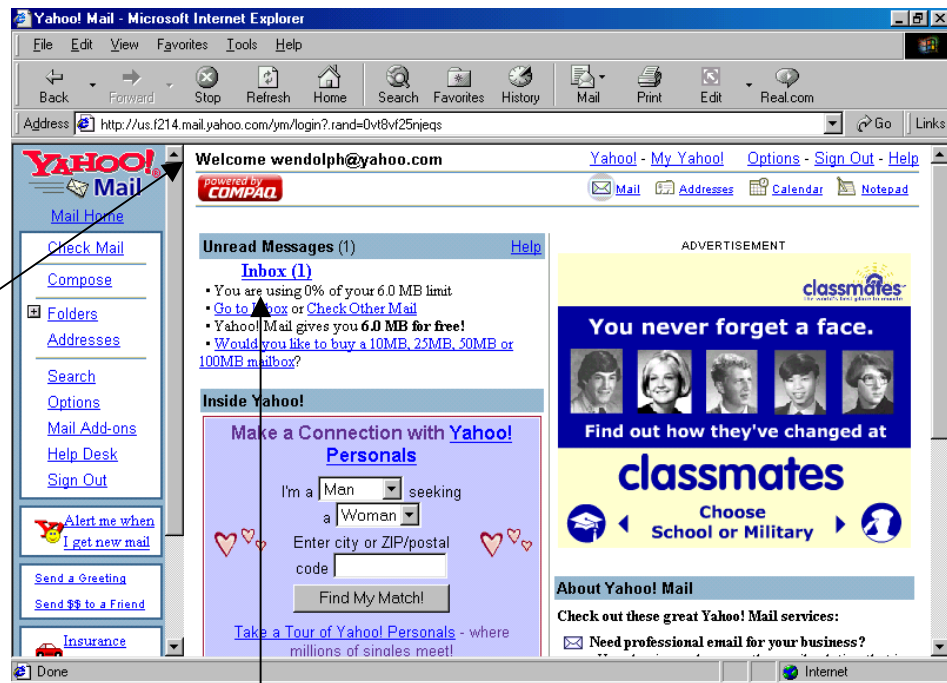 Yahoo! Mail - Microsoft Internet Explorer
File Edit View Favorites Tools Help
Back Forward Stop Refresh Home Search Favorites History Mail Print Edit Real.com
Address http://us.f214.mail.yahoo.com/ym/login?.rand=0vt8vf25njeqs Go Links
YAHOO! Mail
Mail Home
Check Mail
Compose
Folders
Addresses
Search
Options
Mail Add-ons
Help Desk
Sign Out
Alert me when
I get new mail
Send a Greeting
Send $$ to a Friend
Insurance
Welcome wendolph@yahoo.com
Yahoo! - My Yahoo! Options - Sign Out - Help
powered by
COMPAQ
Mail Addresses Calendar Notepad
Unread Messages (1) Help
Inbox (1)
• You are using 0% of your 6.0 MB limit
• Go to Inbox or Check Other Mail
• Yahoo! Mail gives you 6.0 MB for free!
• Would you like to buy a 10MB, 25MB, 50MB or
100MB mailbox?
Inside Yahoo!
Make a Connection with Yahoo!
Personals
I'm a Man seeking
a Woman
Enter city or ZIP/postal
code
Find My Match!
Take a Tour of Yahoo! Personals - where
millions of singles meet!
ADVERTISEMENT
classmates
You never forget a face.
Find out how they've changed at
classmates
Choose
School or Military
About Yahoo! Mail
Check out these great Yahoo! Mail services:
Need professional email for your business?
Done Internet